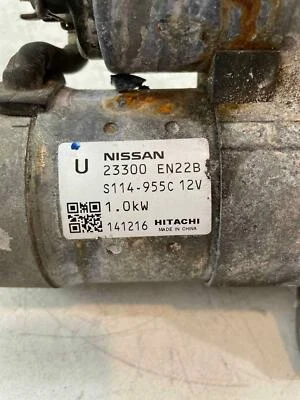 U NISSAN
23300 EN22B
S114-955C 12V
1.0kW
141216 HITACHI
MADE IN CHINA